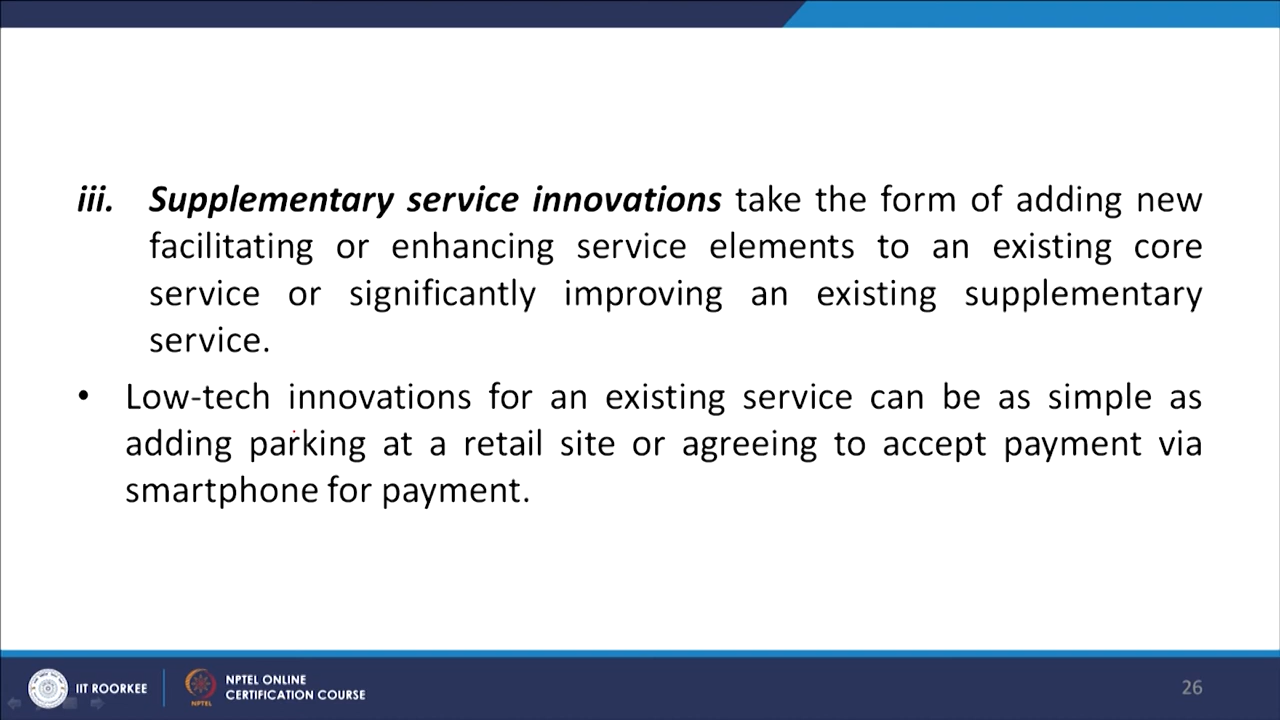 iii. Supplementary service innovations take the form of adding new
facilitating or enhancing service elements to an existing core
service or significantly improving an existing supplementary
service.
• Low-tech innovations for an existing service can be as simple as
adding parking at a retail site or agreeing to accept payment via
smartphone for payment.
IIT ROORKEE
NPTEL
NPTEL ONLINE
CERTIFICATION COURSE
26